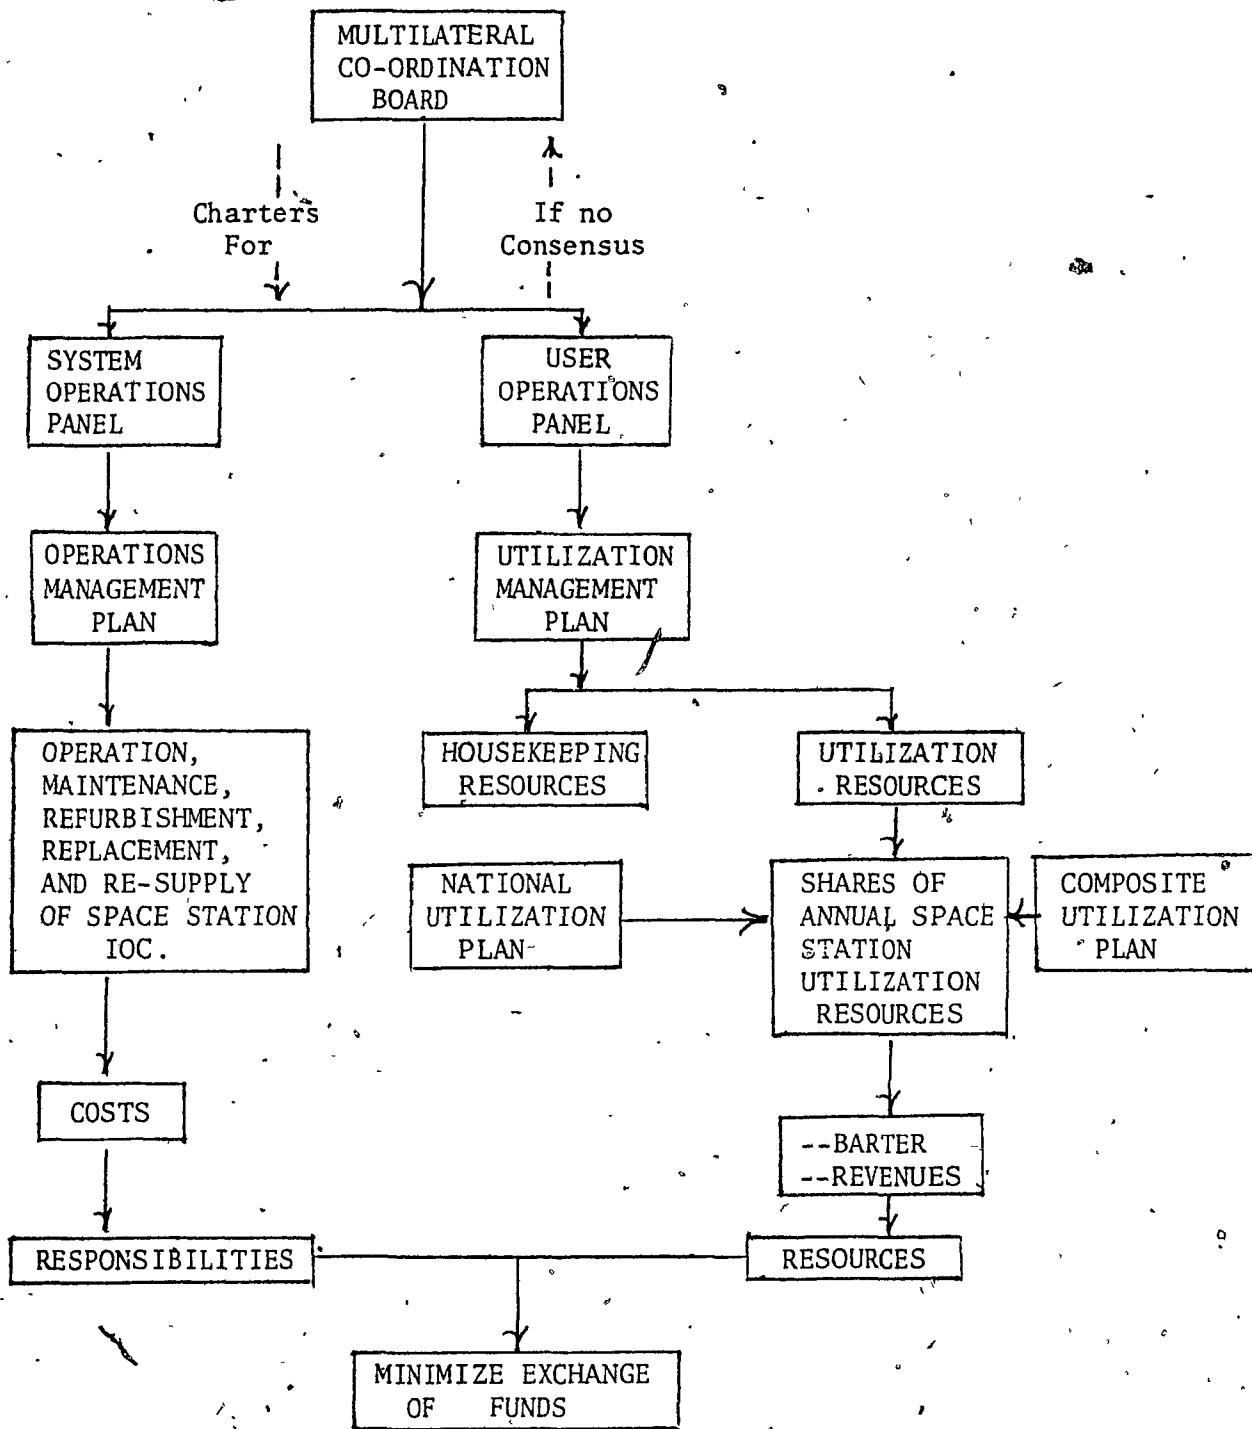 MULTILATERAL
CO-ORDINATION
BOARD
Charters
For
If no
Consensus
SYSTEM
OPERATIONS
PANEL
USER
OPERATIONS
PANEL
OPERATIONS
MANAGEMENT
PLAN
UTILIZATION
MANAGEMENT
PLAN
OPERATION,
MAINTENANCE,
REFURBISHMENT,
REPLACEMENT,
AND RE-SUPPLY
OF SPACE STATION
IOC.
HOUSEKEEPING
RESOURCES
UTILIZATION
RESOURCES
NATIONAL
UTILIZATION
PLAN
SHARES OF
ANNUAL SPACE
STATION
UTILIZATION
RESOURCES
COMPOSITE
UTILIZATION
PLAN
COSTS
--BARTER
--REVENUES
RESPONSIBILITIES
RESOURCES
MINIMIZE EXCHANGE
OF FUNDS